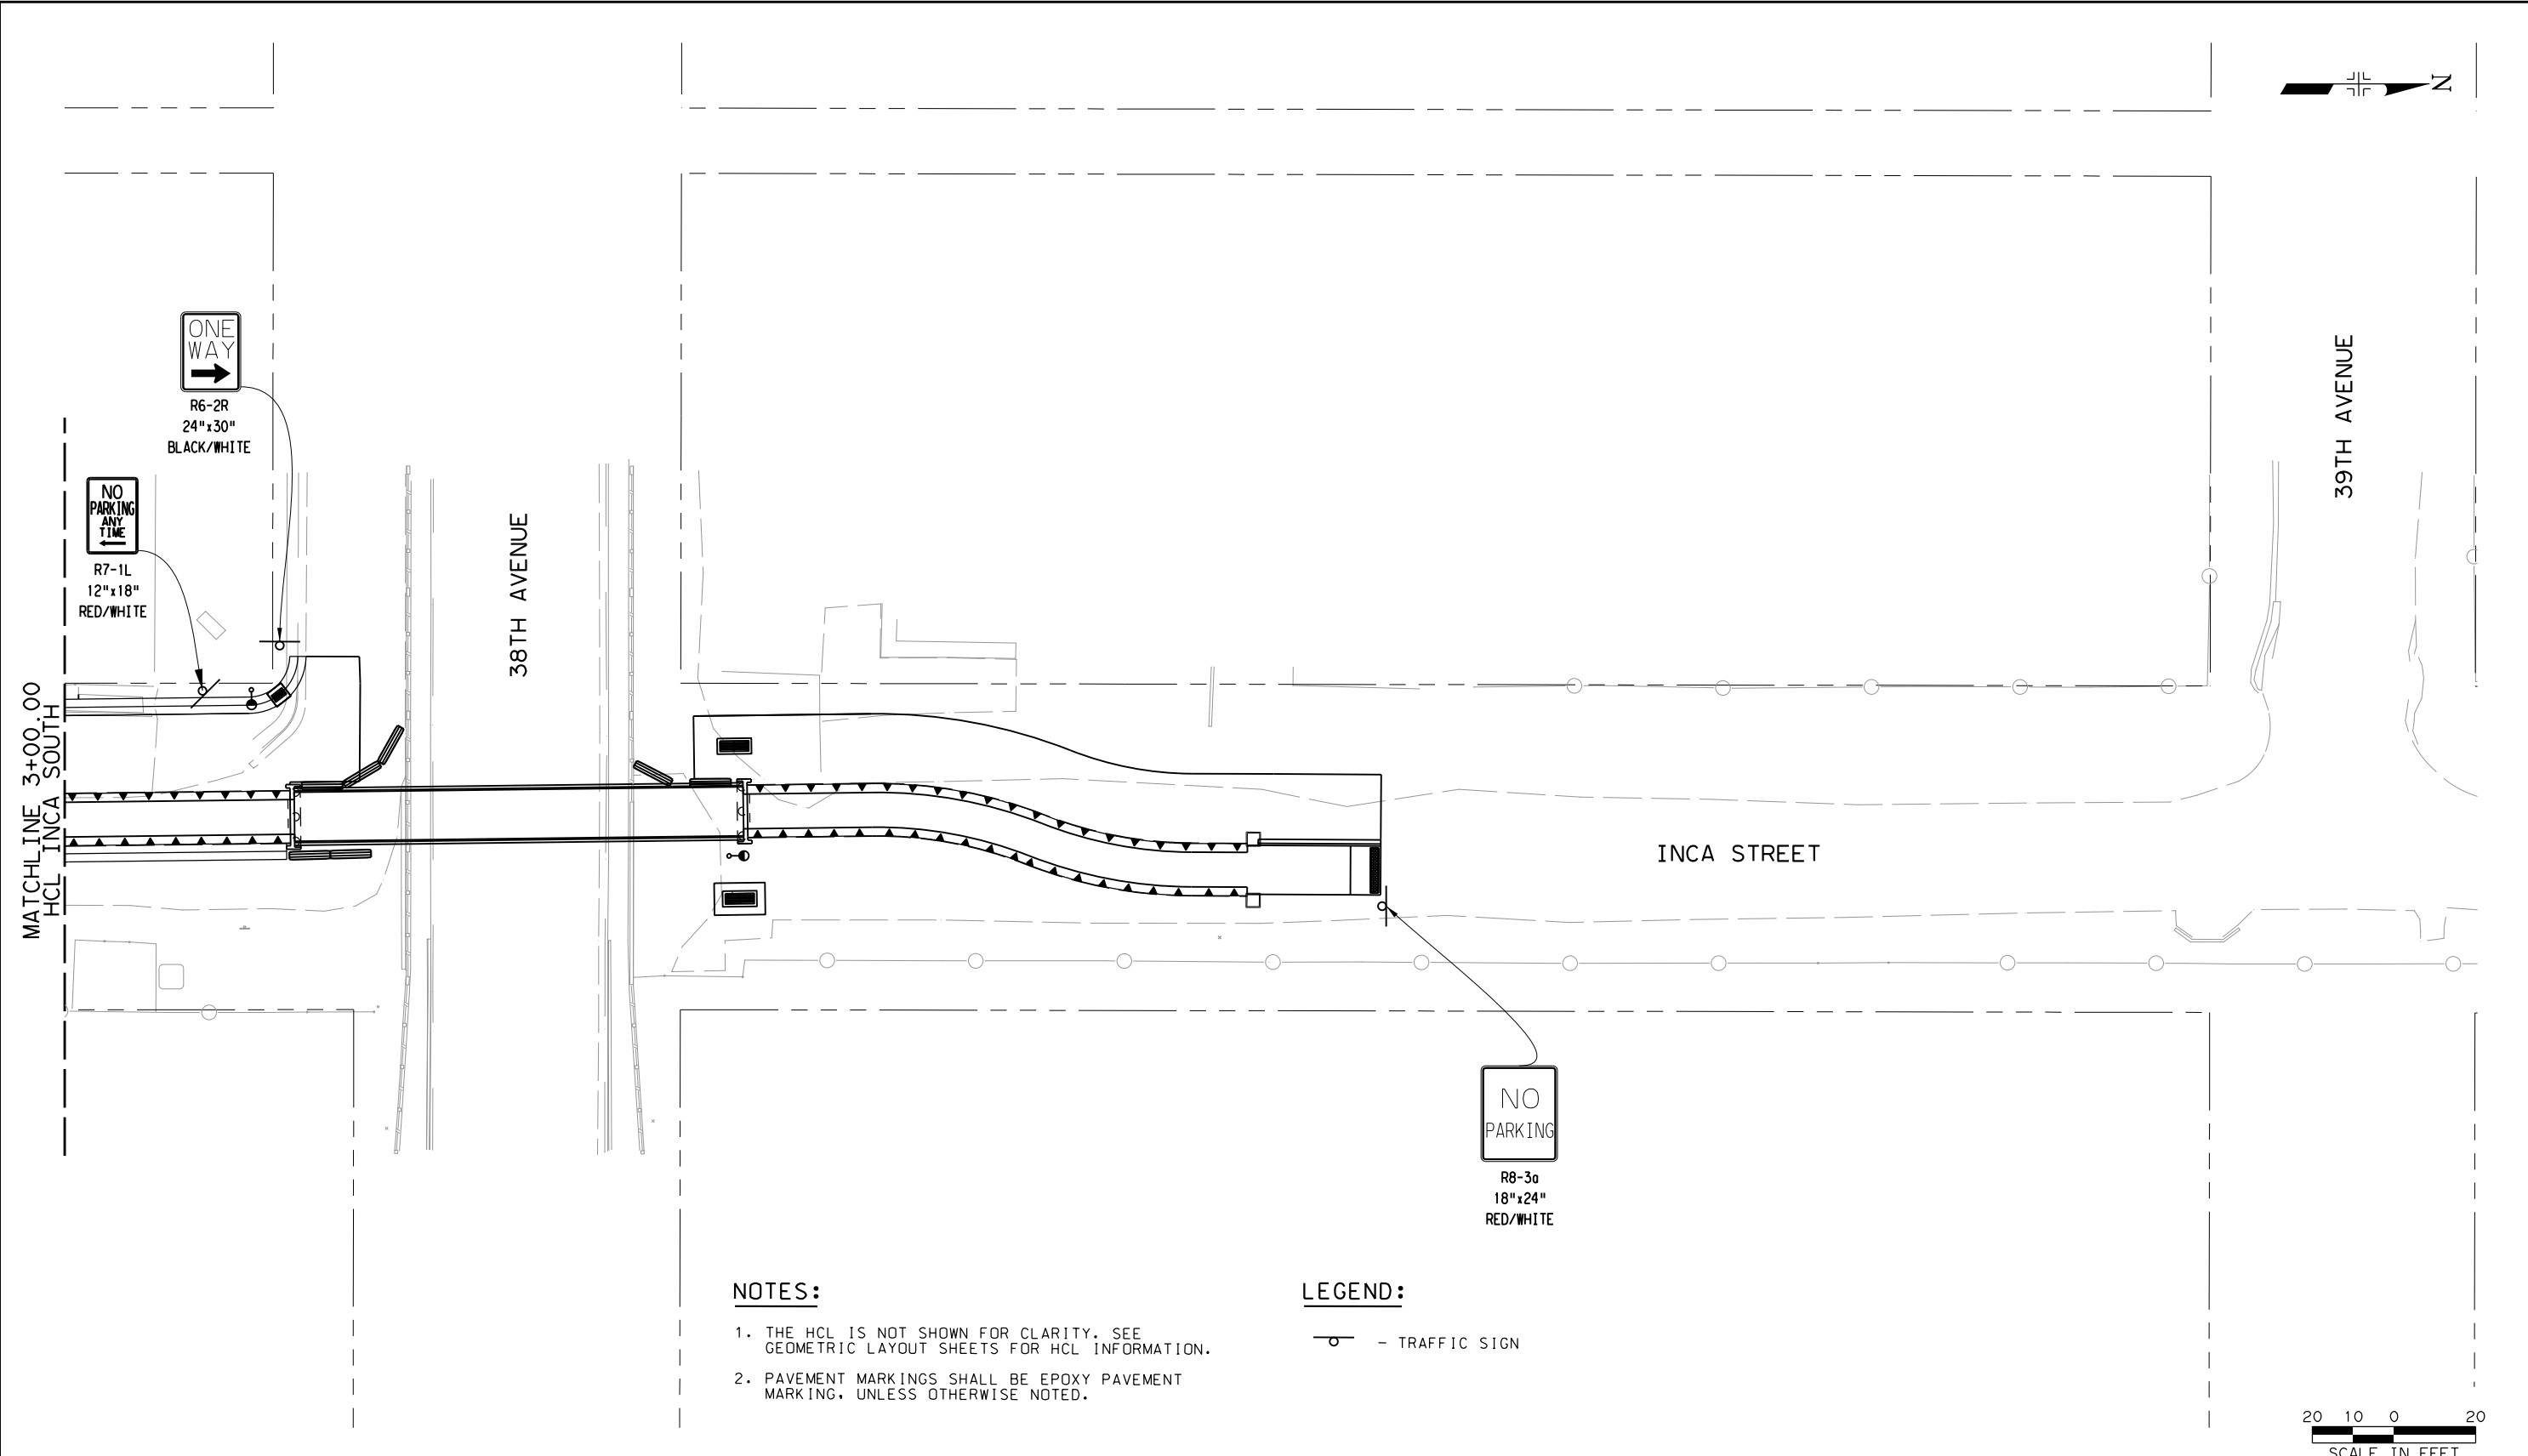 N
ONE
WAY
R6-2R
24"x30"
BLACK/WHITE
NO
PARKING
ANY
TIME
R7-1L
12"x18"
RED/WHITE
MATCHLINE 3+00.00
HCL INCA SOUTH
38TH AVENUE
39TH AVENUE
INCA STREET
NO
PARKING
R8-3a
18"x24"
RED/WHITE
NOTES:
1. THE HCL IS NOT SHOWN FOR CLARITY. SEE
GEOMETRIC LAYOUT SHEETS FOR HCL INFORMATION.
2. PAVEMENT MARKINGS SHALL BE EPOXY PAVEMENT
MARKING, UNLESS OTHERWISE NOTED.
LEGEND:
- TRAFFIC SIGN
20 10 0 20
SCALE IN FEET